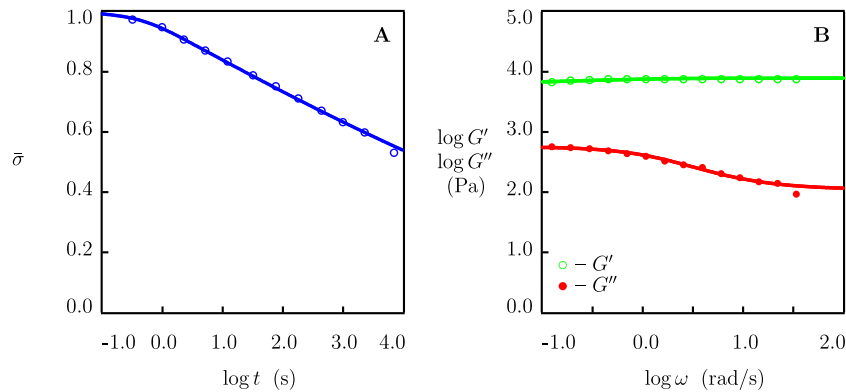 A
1.0
0.8
0.6
0.4
0.2
0.0
σ̄
-1.0 0.0 1.0 2.0 3.0 4.0
log t (s)
B
5.0
4.0
3.0
2.0
1.0
0.0
log G′
log G″
(Pa)
– G′
– G″
-1.0 0.0 1.0 2.0
log ω (rad/s)